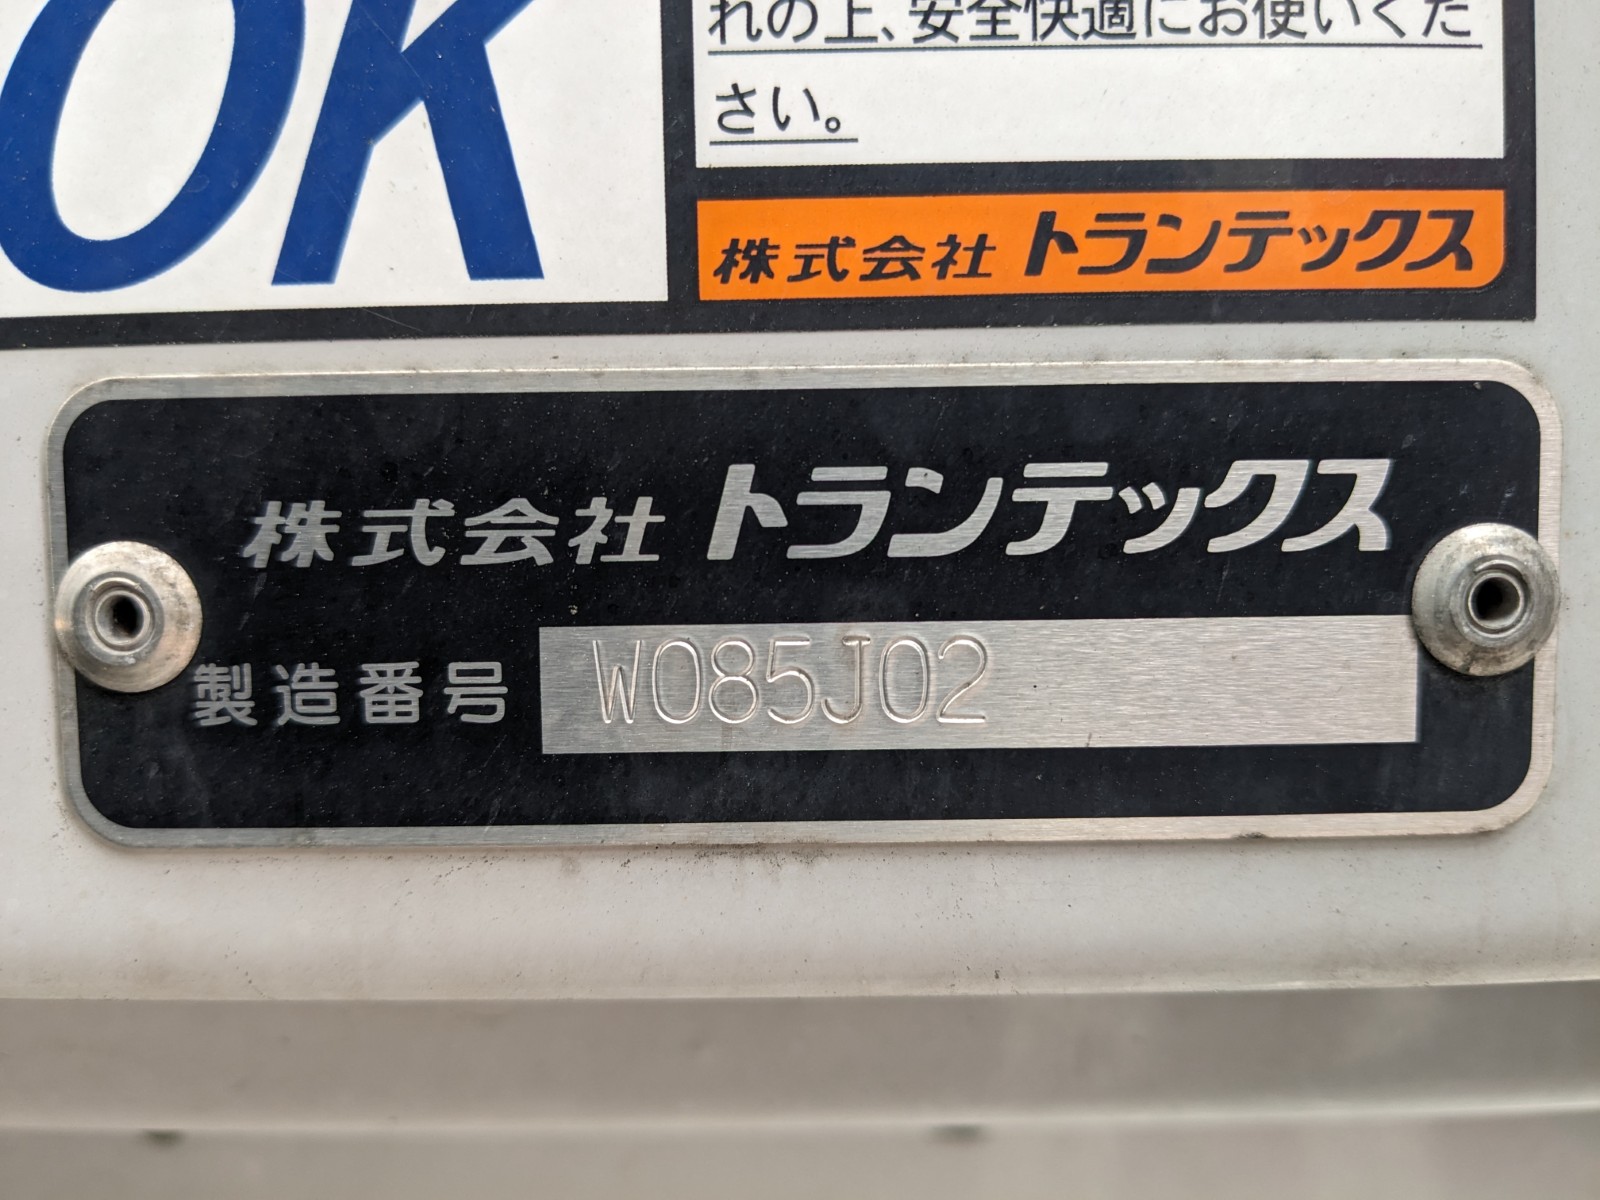 OK
れの上、安全快適にお使いくだ
さい。
株式会社 トランテックス
株式会社 トランテックス
製造番号 W085J02